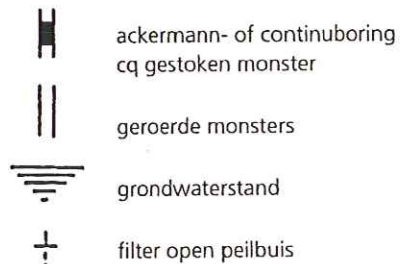 ackermann- of continuboring
cq gestoken monster
geroerde monsters
grondwaterstand
filter open peilbuis